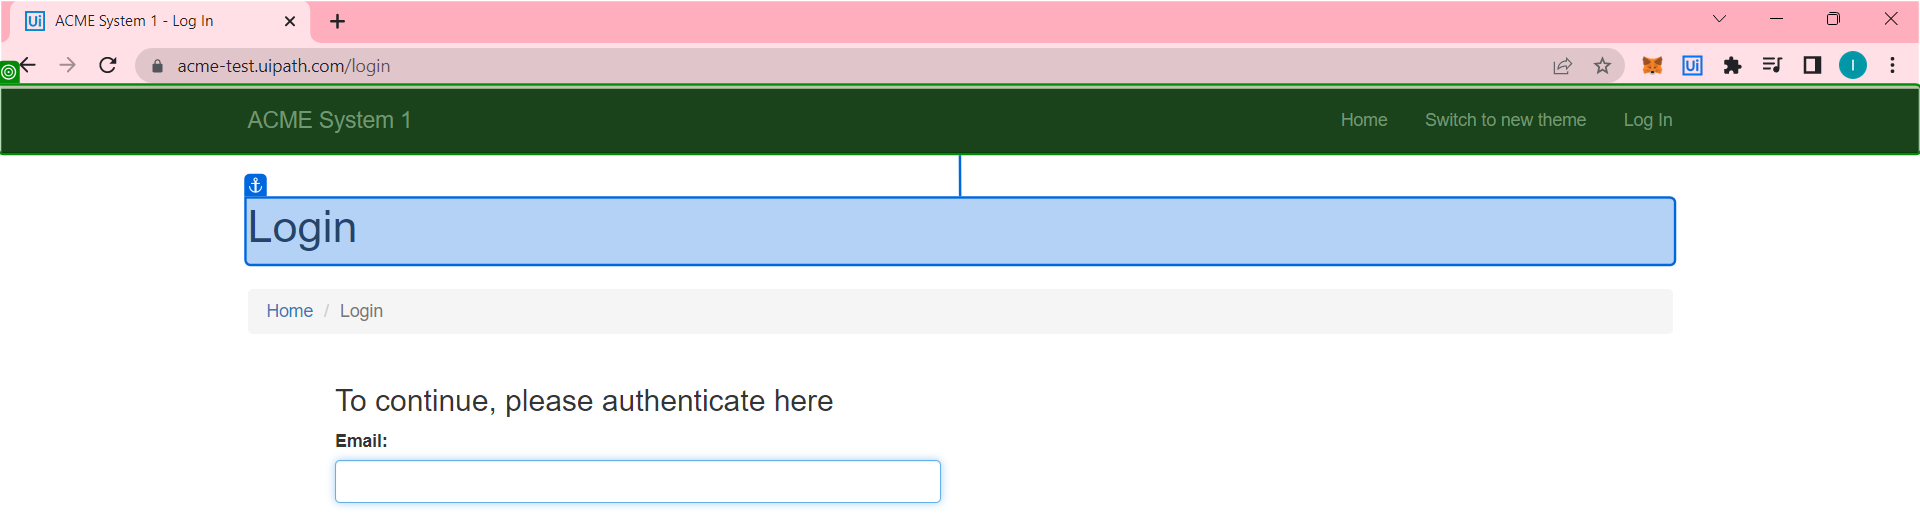 Ui ACME System 1 - Log In
acme-test.uipath.com/login
Ui
I
ACME System 1
Home
Switch to new theme
Log In
Login
Home / Login
To continue, please authenticate here
Email: